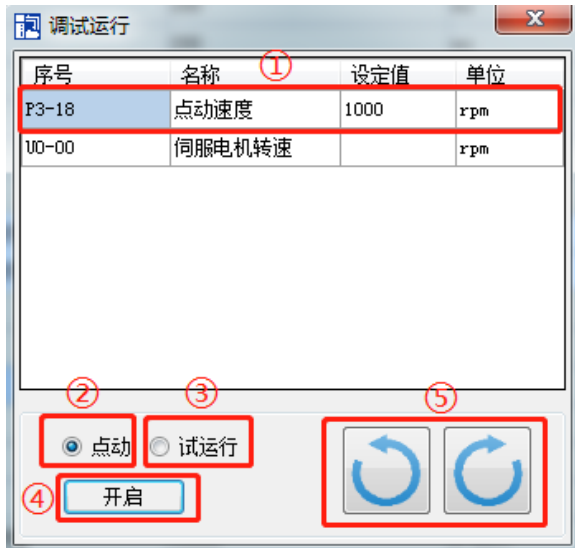 调试运行
序号 名称 ① 设定值 单位
P3-18 点动速度 1000 rpm
U0-00 伺服电机转速 rpm
② ③ ⑤
点动 试运行
④ 开启